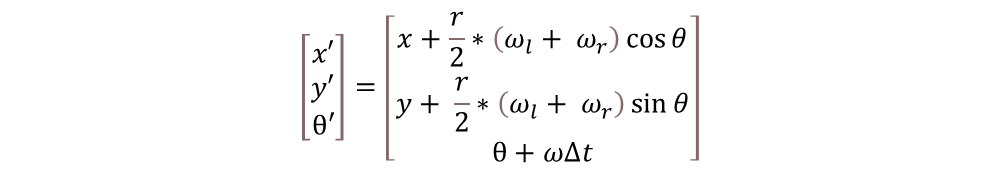 [x′ y′ θ′] = [x + r/2 * (ω_l + ω_r) cos θ
y + r/2 * (ω_l + ω_r) sin θ
θ + ωΔt]